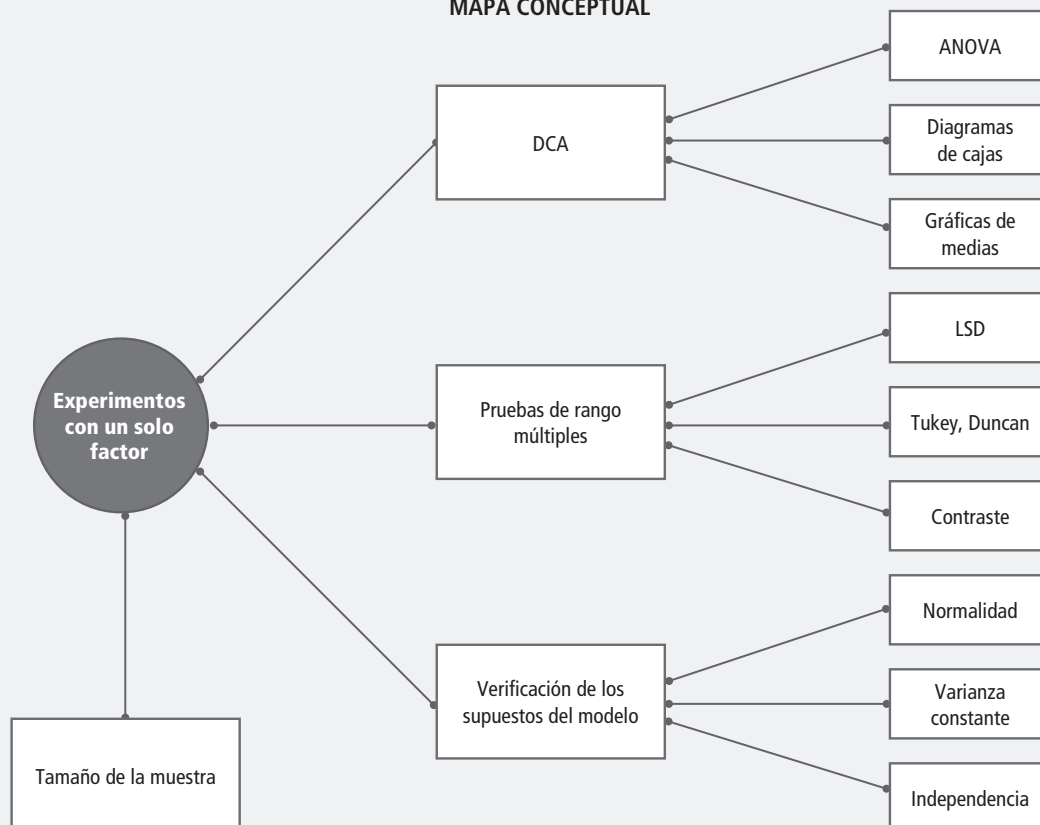 MAPA CONCEPTUAL
ANOVA
DCA
Diagramas
de cajas
Gráficas de
medias
LSD
Experimentos
con un solo
factor
Pruebas de rango
múltiples
Tukey, Duncan
Contraste
Normalidad
Verificación de los
supuestos del modelo
Varianza
constante
Tamaño de la muestra
Independencia